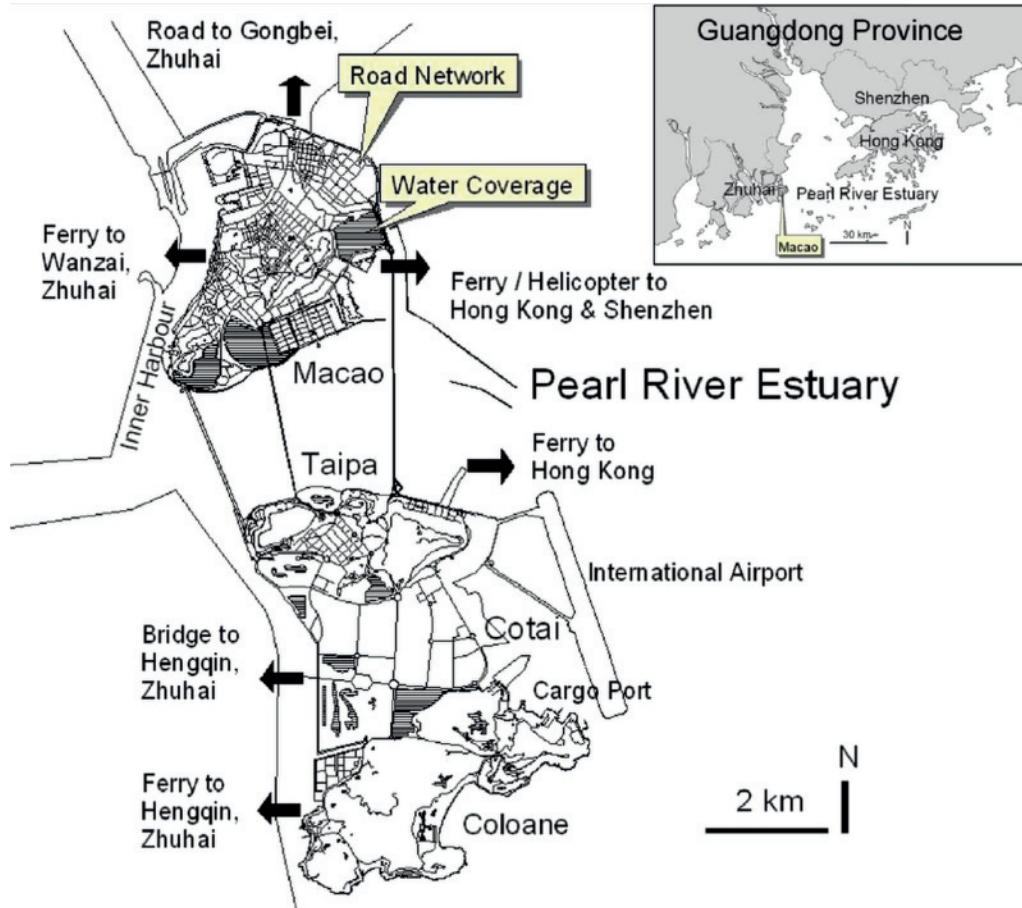 Road to Gongbei,
Zhuhai
Road Network
Water Coverage
Ferry to
Wanzai,
Zhuhai
Ferry / Helicopter to
Hong Kong & Shenzhen
Inner Harbour
Macao
Pearl River Estuary
Taipa
Ferry to
Hong Kong
International Airport
Cotai
Bridge to
Hengqin,
Zhuhai
Cargo Port
Ferry to
Hengqin,
Zhuhai
Coloane
2 km
N
Guangdong Province
Shenzhen
Hong Kong
Zhuhai
Pearl River Estuary
Macao
30 km
N